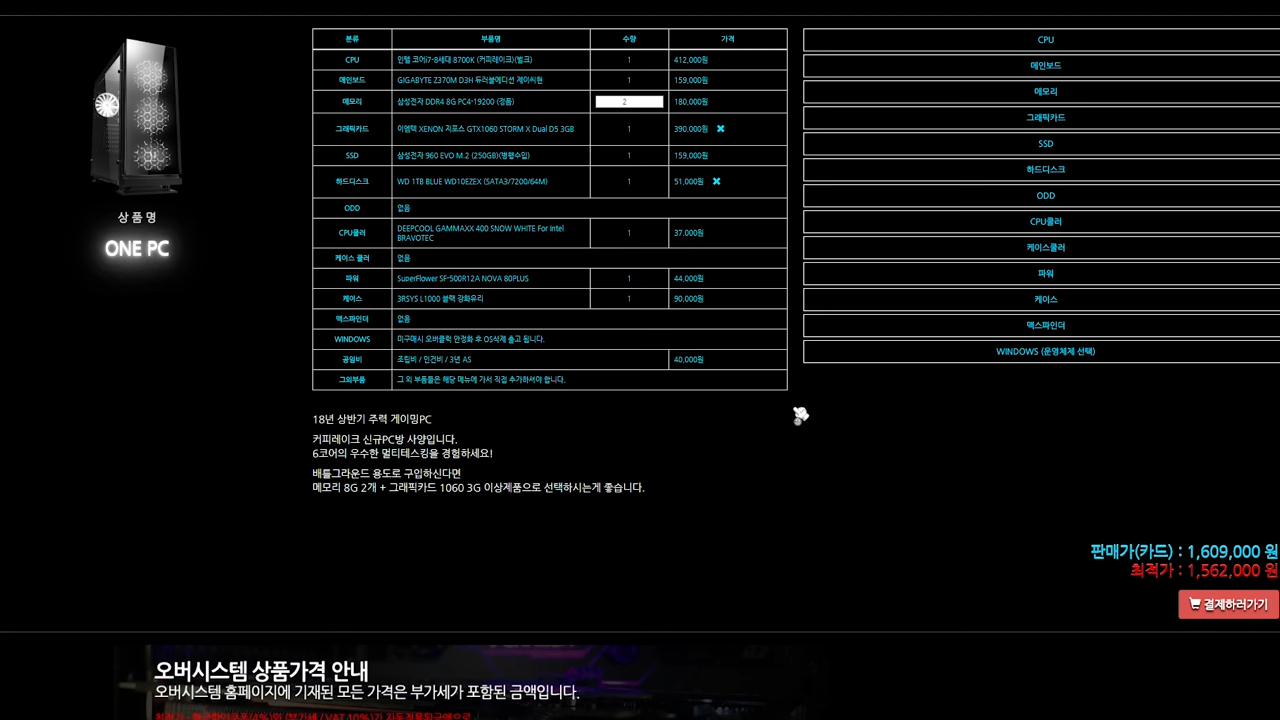 상 품 명
ONE PC
분류 부품명 수량 가격
CPU 인텔 코어i7-8세대 8700K (커피레이크)(벌크) 1 412,000원
메인보드 GIGABYTE Z370M D3H 듀러블에디션 제이씨현 1 159,000원
메모리 삼성전자 DDR4 8G PC4-19200 (정품) 2 180,000원
그래픽카드 이엠텍 XENON 지포스 GTX1060 STORM X Dual D5 3GB 1 390,000원
SSD 삼성전자 960 EVO M.2 (250GB)(병행수입) 1 159,000원
하드디스크 WD 1TB BLUE WD10EZEX (SATA3/7200/64M) 1 51,000원
ODD 없음
CPU쿨러 DEEPCOOL GAMMAXX 400 SNOW WHITE For Intel
BRAVOTEC 1 37,000원
케이스 쿨러 없음
파워 SuperFlower SF-500R12A NOVA 80PLUS 1 44,000원
케이스 3RSYS L1000 블랙 강화유리 1 90,000원
맥스파인더 없음
WINDOWS 미구매시 오버클럭 안정화 후 OS삭제 출고 됩니다.
공임비 조립비 / 인건비 / 3년 AS 40,000원
그외부품 그 외 부품들은 해당 메뉴에 가서 직접 추가하셔야 합니다.
18년 상반기 주력 게이밍PC
커피레이크 신규PC방 사양입니다.
6코어의 우수한 멀티테스킹을 경험하세요!
배틀그라운드 용도로 구입하신다면
메모리 8G 2개 + 그래픽카드 1060 3G 이상제품으로 선택하시는게 좋습니다.
CPU
메인보드
메모리
그래픽카드
SSD
하드디스크
ODD
CPU쿨러
케이스쿨러
파워
케이스
맥스파인더
WINDOWS (운영체제 선택)
판매가(카드) : 1,609,000 원
최적가 : 1,562,000 원
결제하러가기
오버시스템 상품가격 안내
오버시스템 홈페이지에 기재된 모든 가격은 부가세가 포함된 금액입니다.